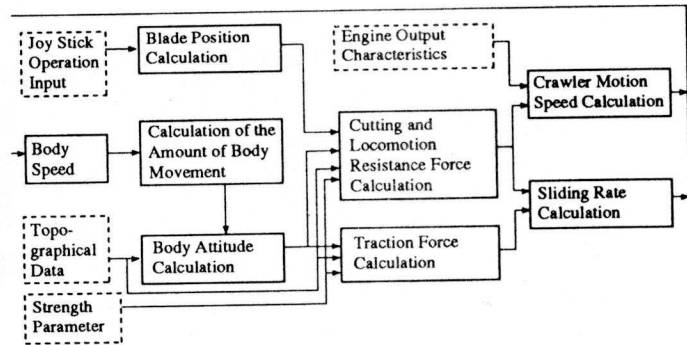 Joy Stick
Operation
Input
Blade Position
Calculation
Engine Output
Characteristics
Crawler Motion
Speed Calculation
Body
Speed
Calculation of the
Amount of Body
Movement
Cutting and
Locomotion
Resistance Force
Calculation
Sliding Rate
Calculation
Topo-
graphical
Data
Body Attitude
Calculation
Traction Force
Calculation
Strength
Parameter